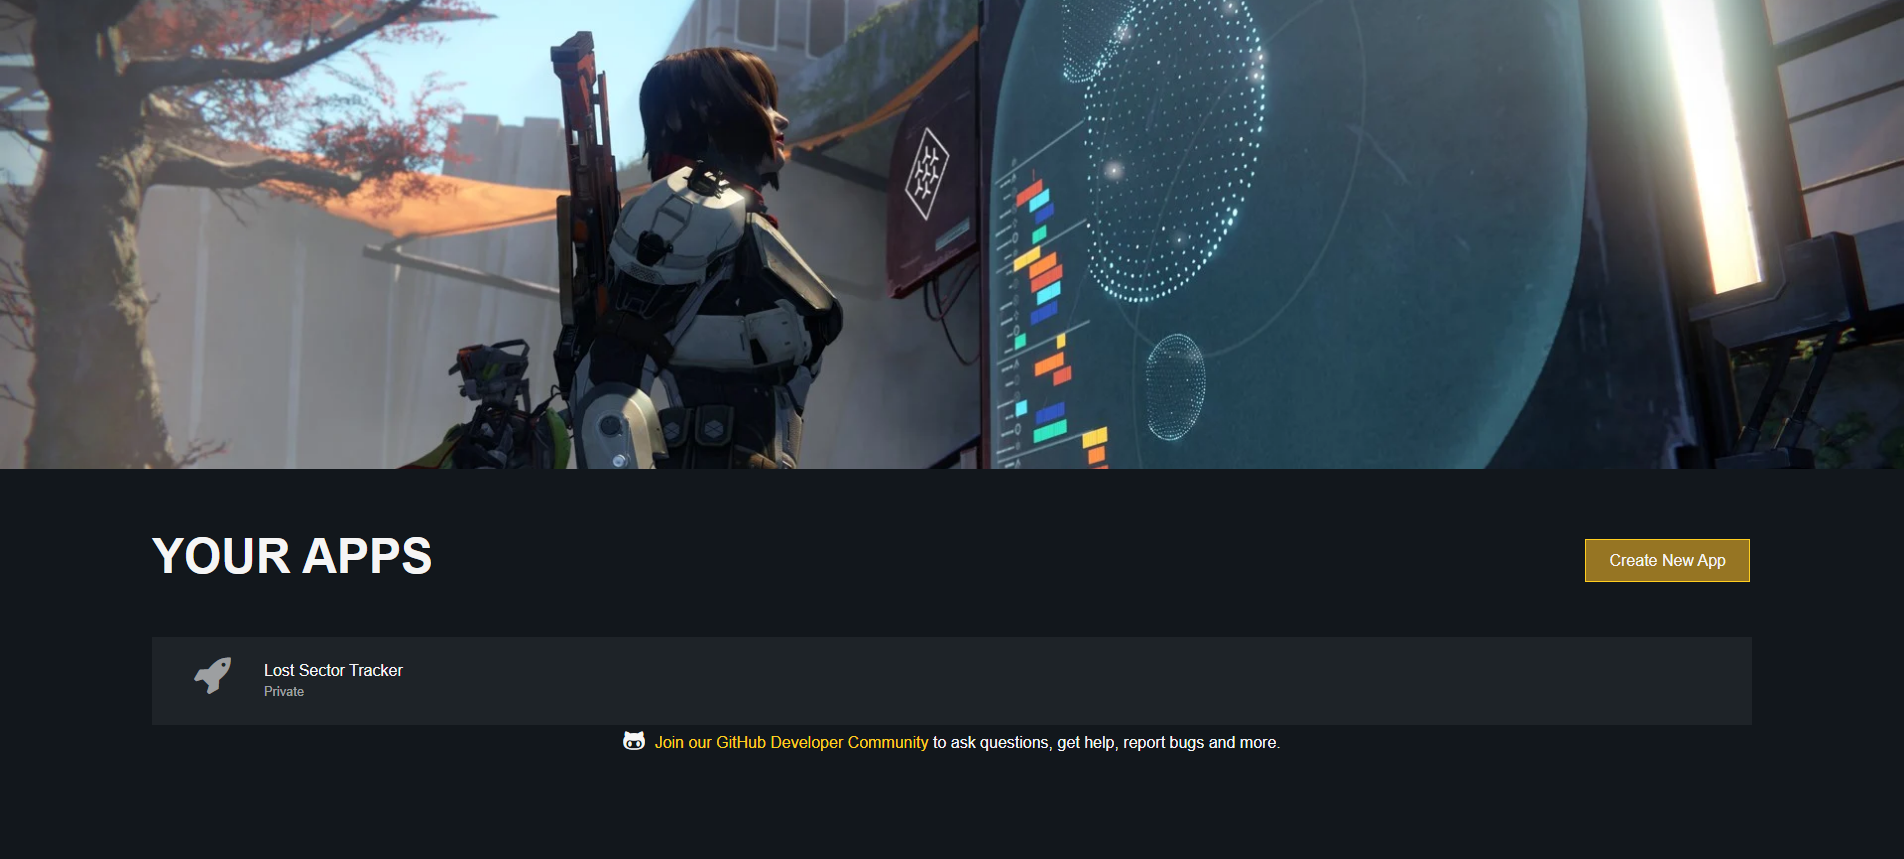 YOUR APPS
Create New App
Lost Sector Tracker
Private
Join our GitHub Developer Community to ask questions, get help, report bugs and more.